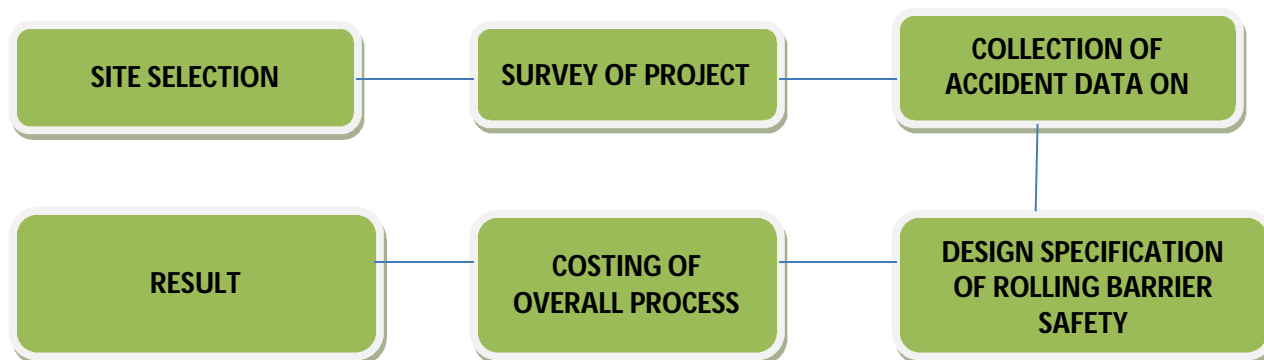 SITE SELECTION
SURVEY OF PROJECT
COLLECTION OF
ACCIDENT DATA ON
DESIGN SPECIFICATION
OF ROLLING BARRIER
SAFETY
COSTING OF
OVERALL PROCESS
RESULT